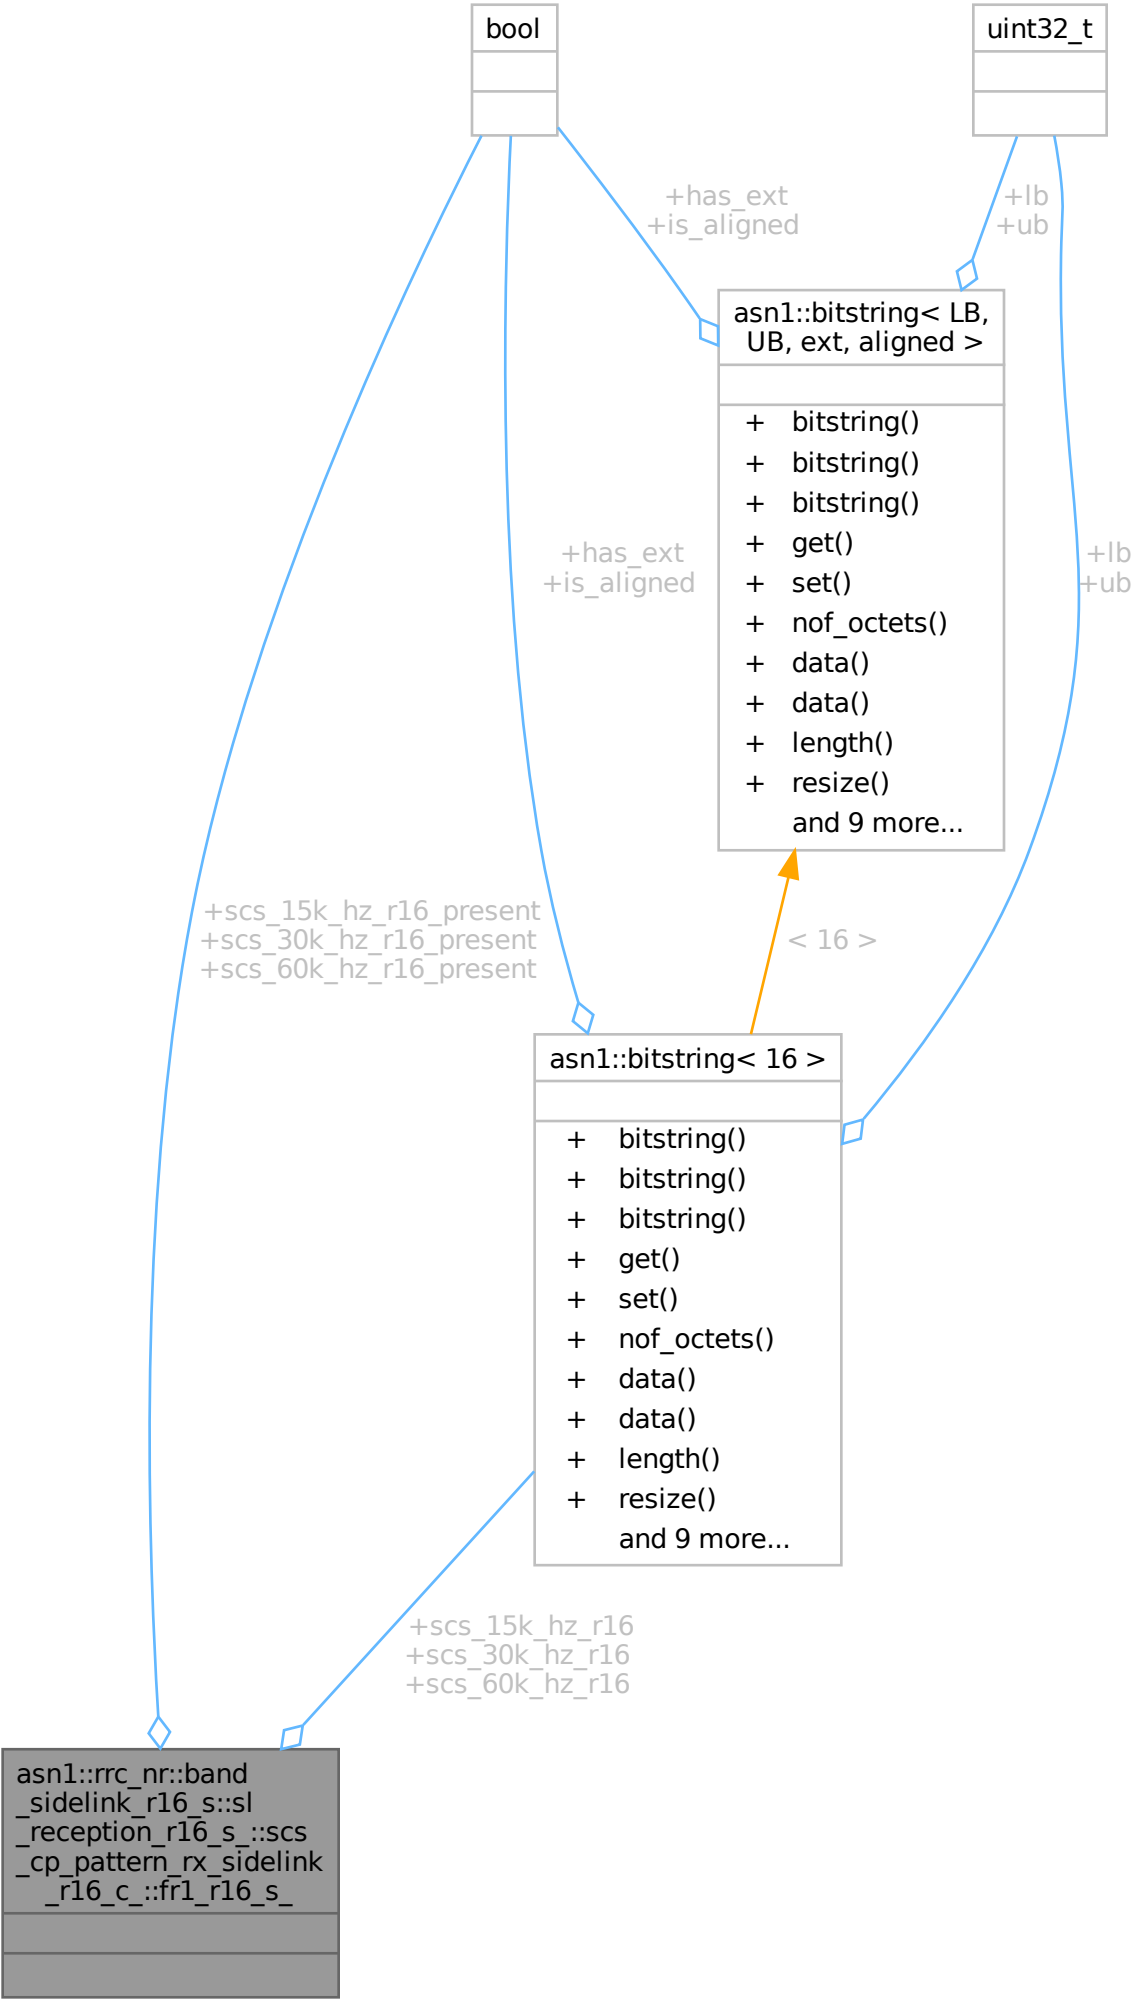 bool
uint32_t
+has_ext
+is_aligned
+lb
+ub
asn1::bitstring< LB,
UB, ext, aligned >
+ bitstring()
+ bitstring()
+ bitstring()
+ get()
+ set()
+ nof_octets()
+ data()
+ data()
+ length()
+ resize()
and 9 more...
+has_ext
+is_aligned
+lb
+ub
+scs_15k_hz_r16_present
+scs_30k_hz_r16_present
+scs_60k_hz_r16_present
< 16 >
asn1::bitstring< 16 >
+ bitstring()
+ bitstring()
+ bitstring()
+ get()
+ set()
+ nof_octets()
+ data()
+ data()
+ length()
+ resize()
and 9 more...
+scs_15k_hz_r16
+scs_30k_hz_r16
+scs_60k_hz_r16
asn1::rrc_nr::band
_sidelink_r16_s::sl
_reception_r16_s_::scs
_cp_pattern_rx_sidelink
_r16_c_::fr1_r16_s_